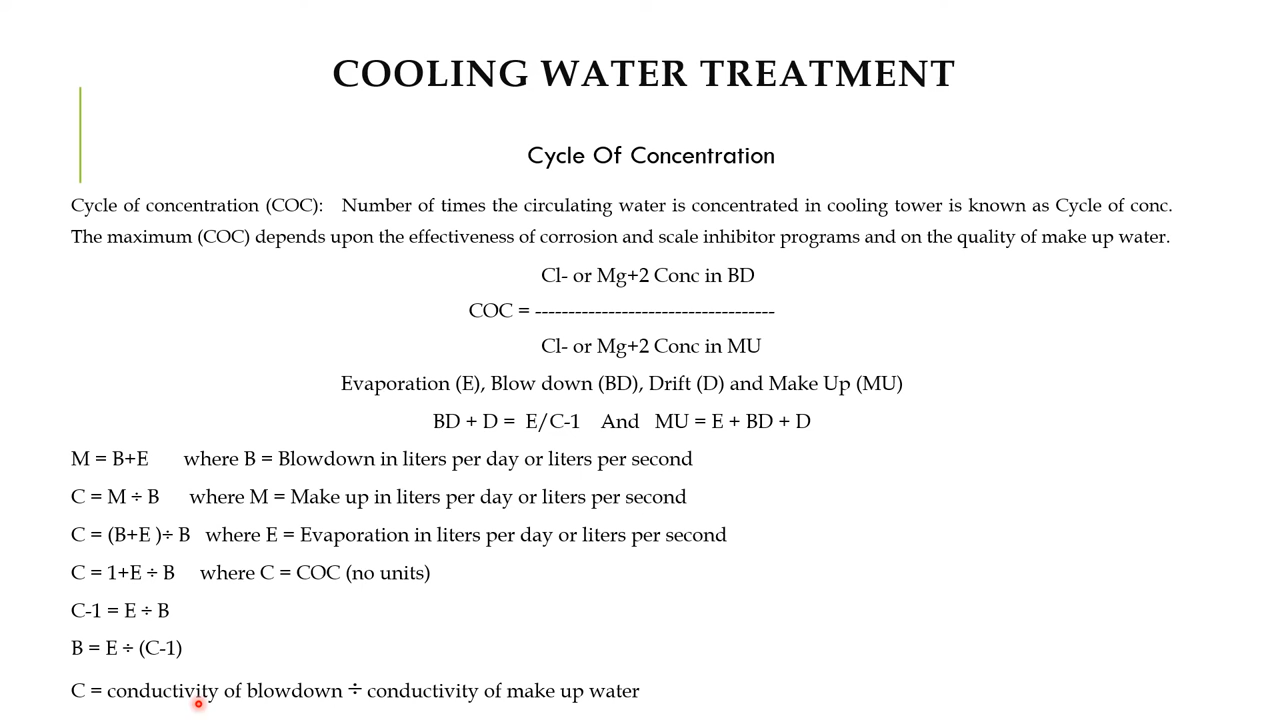 COOLING WATER TREATMENT
Cycle Of Concentration
Cycle of concentration (COC): Number of times the circulating water is concentrated in cooling tower is known as Cycle of conc.
The maximum (COC) depends upon the effectiveness of corrosion and scale inhibitor programs and on the quality of make up water.
Cl- or Mg+2 Conc in BD
COC = ------------------------------------
Cl- or Mg+2 Conc in MU
Evaporation (E), Blow down (BD), Drift (D) and Make Up (MU)
BD + D = E/C-1 And MU = E + BD + D
M = B+E where B = Blowdown in liters per day or liters per second
C = M ÷ B where M = Make up in liters per day or liters per second
C = (B+E )÷ B where E = Evaporation in liters per day or liters per second
C = 1+E ÷ B where C = COC (no units)
C-1 = E ÷ B
B = E ÷ (C-1)
C = conductivity of blowdown ÷ conductivity of make up water